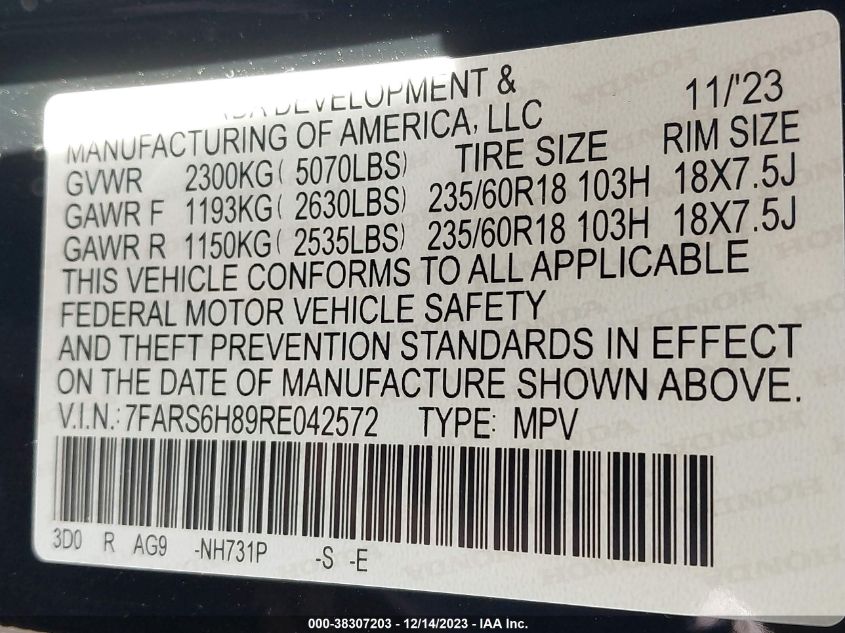 DEVELOPMENT & 11/'23
MANUFACTURING OF AMERICA, LLC
TIRE SIZE RIM SIZE
GVWR 2300KG( 5070LBS)
GAWR F 1193KG( 2630LBS) 235/60R18 103H 18X7.5J
GAWR R 1150KG( 2535LBS) 235/60R18 103H 18X7.5J
THIS VEHICLE CONFORMS TO ALL APPLICABLE
FEDERAL MOTOR VEHICLE SAFETY
AND THEFT PREVENTION STANDARDS IN EFFECT
ON THE DATE OF MANUFACTURE SHOWN ABOVE.
V.I.N.: 7FARS6H89RE042572 TYPE: MPV
3D0 R AG9 -NH731P -S -E
000-38307203 - 12/14/2023 - IAA Inc.